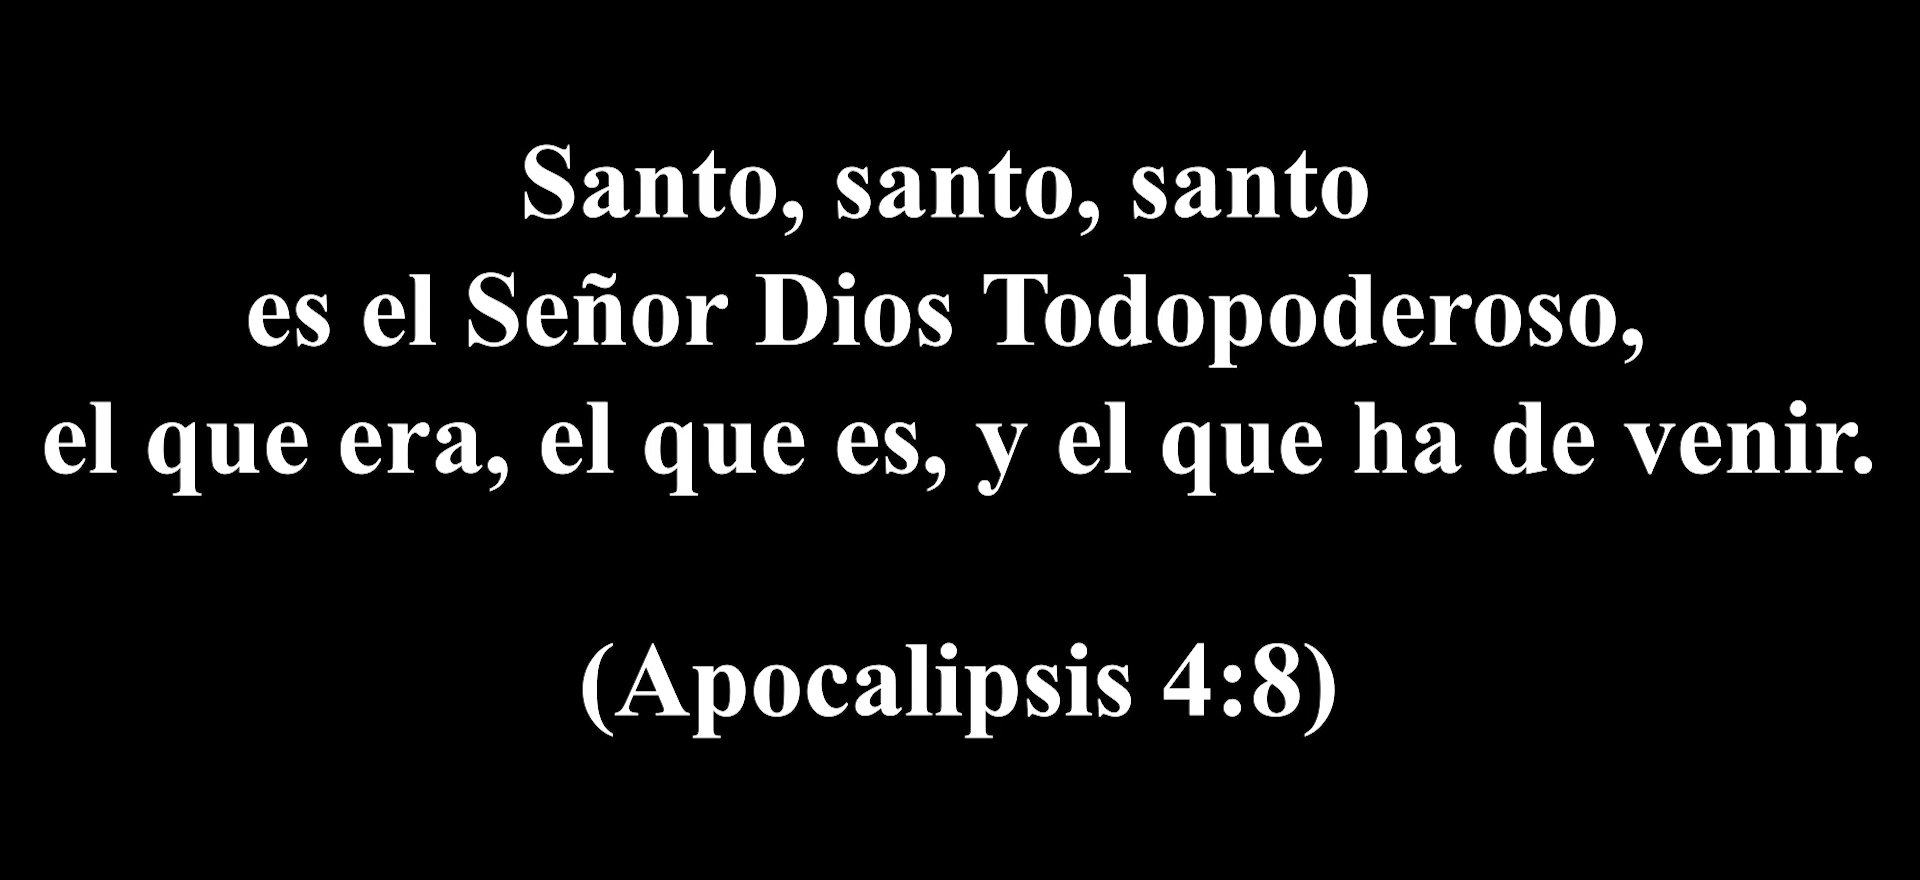 Santo, santo, santo
es el Señor Dios Todopoderoso,
el que era, el que es, y el que ha de venir.
(Apocalipsis 4:8)